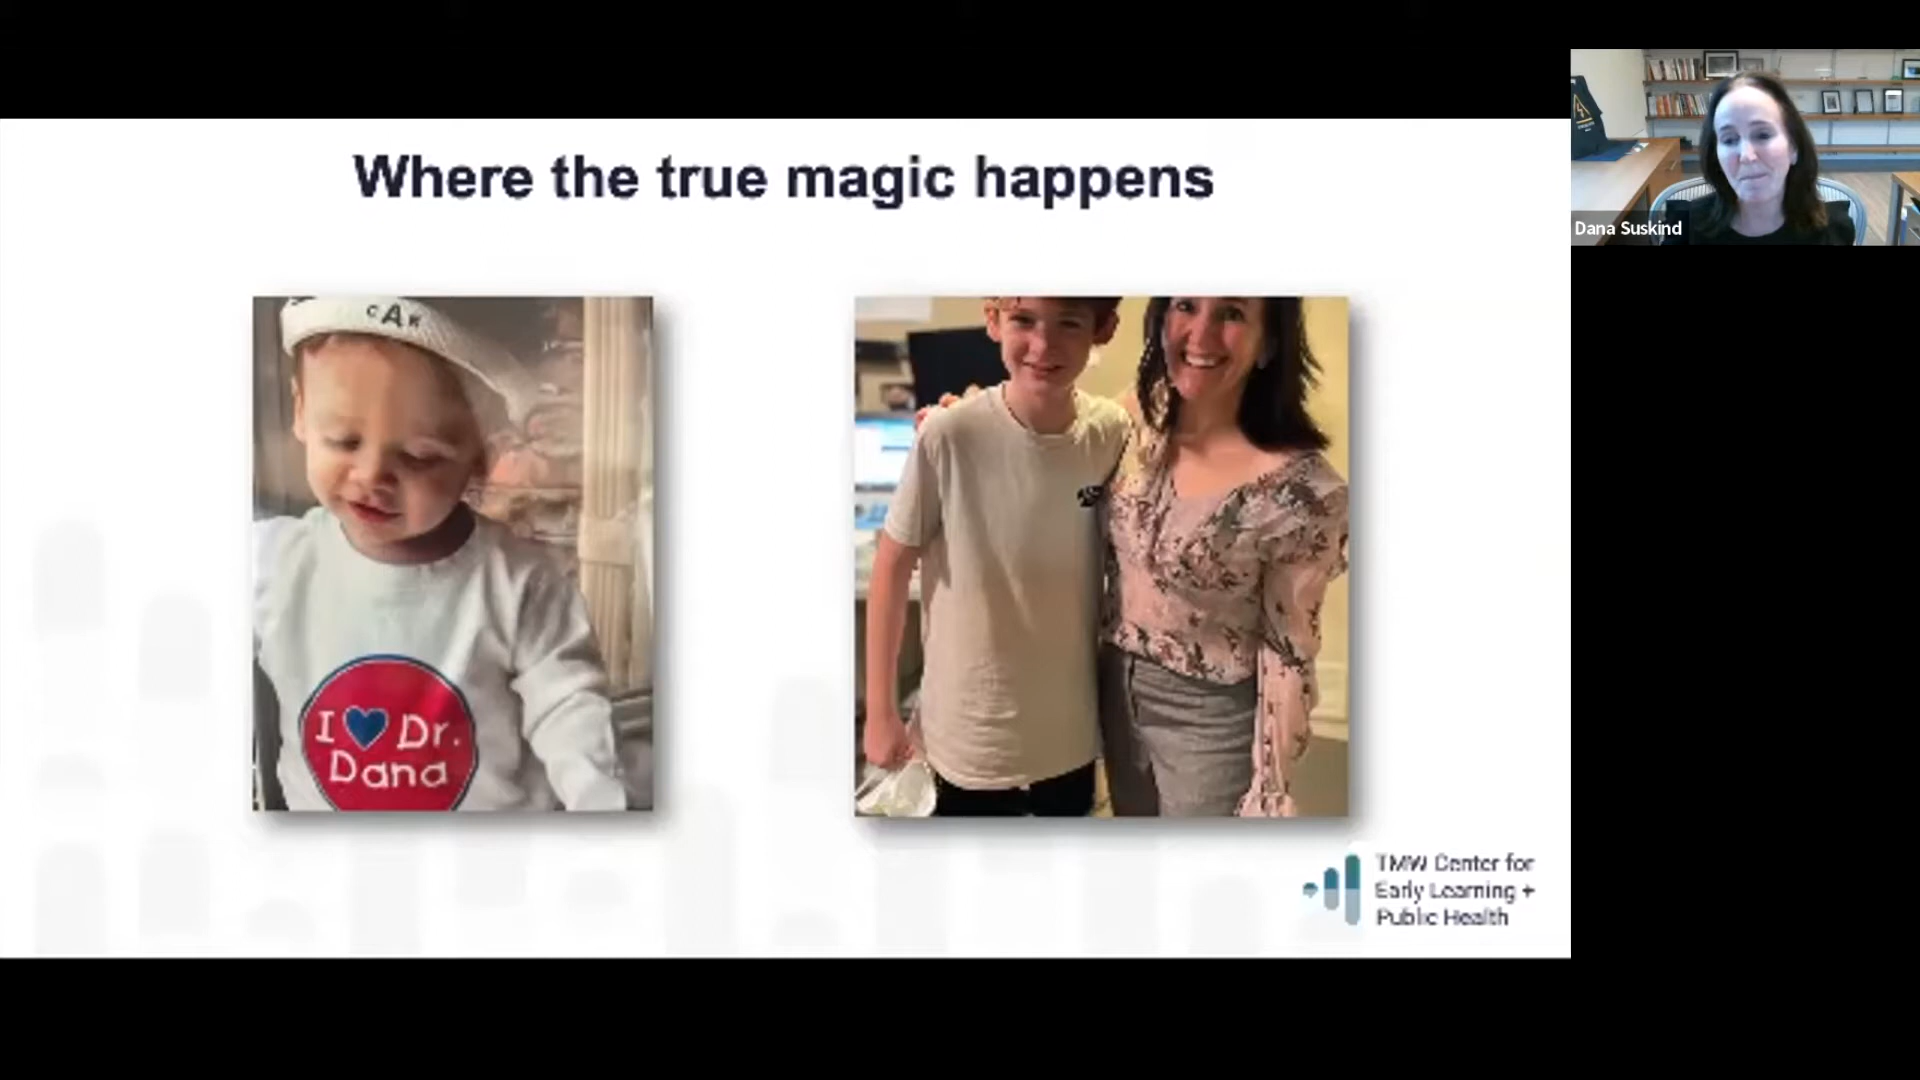 Where the true magic happens
Dana Suskind
I Dr.
Dana
TMW Center for
Early Learning +
Public Health